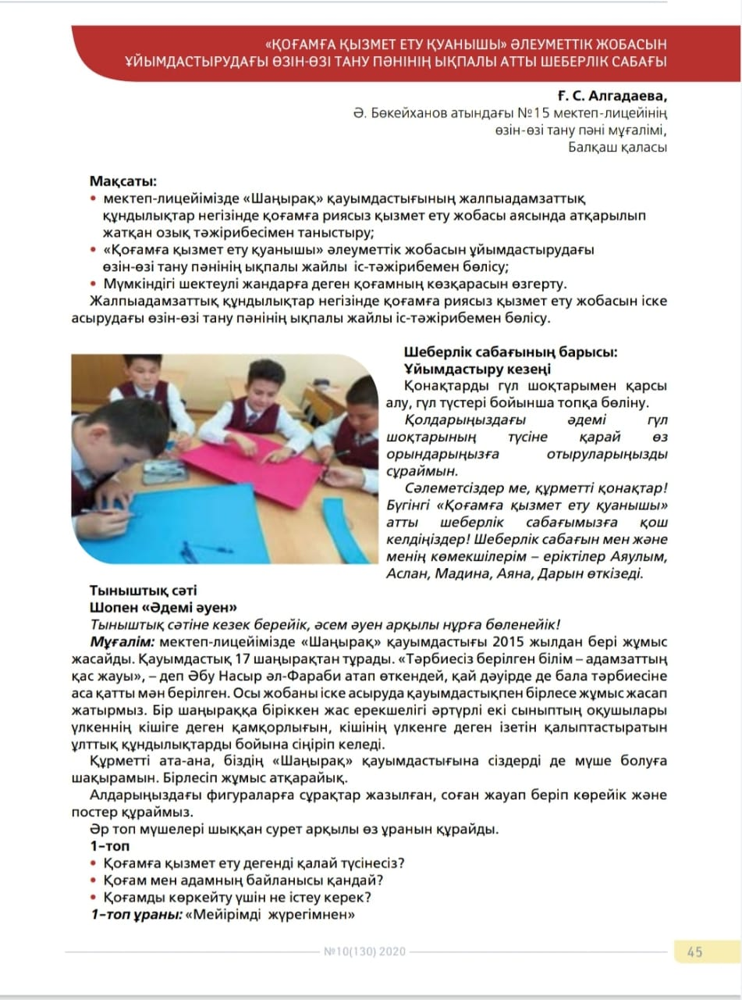 «ҚОҒАМҒА ҚЫЗМЕТ ЕТУ ҚУАНЫШЫ» ӘЛЕУМЕТТІК ЖОБАСЫН
ҰЙЫМДАСТЫРУДАҒЫ ӨЗІН-ӨЗІ ТАНУ ПӘНІНІҢ ЫҚПАЛЫ АТТЫ ШЕБЕРЛІК САБАҒЫ
Ғ. С. Алгадаева,
Ә. Бөкейханов атындағы №15 мектеп-лицейінің
өзін-өзі тану пәні мұғалімі,
Балқаш қаласы
Мақсаты:
• мектеп-лицейімізде «Шаңырақ» қауымдастығының жалпыадамзаттық
құндылықтар негізінде қоғамға риясыз қызмет ету жобасы аясында атқарылып
жатқан озық тәжірибесімен таныстыру;
• «Қоғамға қызмет ету қуанышы» әлеуметтік жобасын ұйымдастырудағы
өзін-өзі тану пәнінің ықпалы жайлы іс-тәжірибемен бөлісу;
• Мүмкіндігі шектеулі жандарға деген қоғамның көзқарасын өзгерту.
Жалпыадамзаттық құндылықтар негізінде қоғамға риясыз қызмет ету жобасын іске
асырудағы өзін-өзі тану пәнінің ықпалы жайлы іс-тәжірибемен бөлісу.
Шеберлік сабағының барысы:
Ұйымдастыру кезеңі
Қонақтарды гүл шоқтарымен қарсы
алу, гүл түстері бойынша топқа бөліну.
Қолдарыңыздағы әдемі гүл
шоқтарының түсіне қарай өз
орындарыңызға отыруларыңызды
сұраймын.
Сәлеметсіздер ме, құрметті қонақтар!
Бүгінгі «Қоғамға қызмет ету қуанышы»
атты шеберлік сабағымызға қош
келдіңіздер! Шеберлік сабағын мен және
менің көмекшілерім – еріктілер Аяулым,
Аслан, Мадина, Аяна, Дарын өткізеді.
Тыныштық сәті
Шопен «Әдемі әуен»
Тыныштық сәтіне кезек берейік, әсем әуен арқылы нұрға бөленейік!
Мұғалім: мектеп-лицейімізде «Шаңырақ» қауымдастығы 2015 жылдан бері жұмыс
жасайды. Қауымдастық 17 шаңырақтан тұрады. «Тәрбиесіз берілген білім – адамзаттың
қас жауы», – деп Әбу Насыр әл-Фараби атап өткендей, қай дәуірде де бала тәрбиесіне
аса қатты мән берілген. Осы жобаны іске асыруда қауымдастықпен бірлесе жұмыс жасап
жатырмыз. Бір шаңыраққа біріккен жас ерекшелігі әртүрлі екі сыныптың оқушылары
үлкеннің кішіге деген қамқорлығын, кішінің үлкенге деген ізетін қалыптастыратын
ұлттық құндылықтарды бойына сіңіріп келеді.
Құрметті ата-ана, біздің «Шаңырақ» қауымдастығына сіздерді де мүше болуға
шақырамын. Бірлесіп жұмыс атқарайық.
Алдарыңыздағы фигураларға сұрақтар жазылған, соған жауап беріп көрейік және
постер құраймыз.
Әр топ мүшелері шыққан сурет арқылы өз ұранын құрайды.
1–топ
• Қоғамға қызмет ету дегенді қалай түсінесіз?
• Қоғам мен адамның байланысы қандай?
• Қоғамды көркейту үшін не істеу керек?
1–топ ұраны: «Мейірімді жүрегімнен»
№10(130) 2020
45